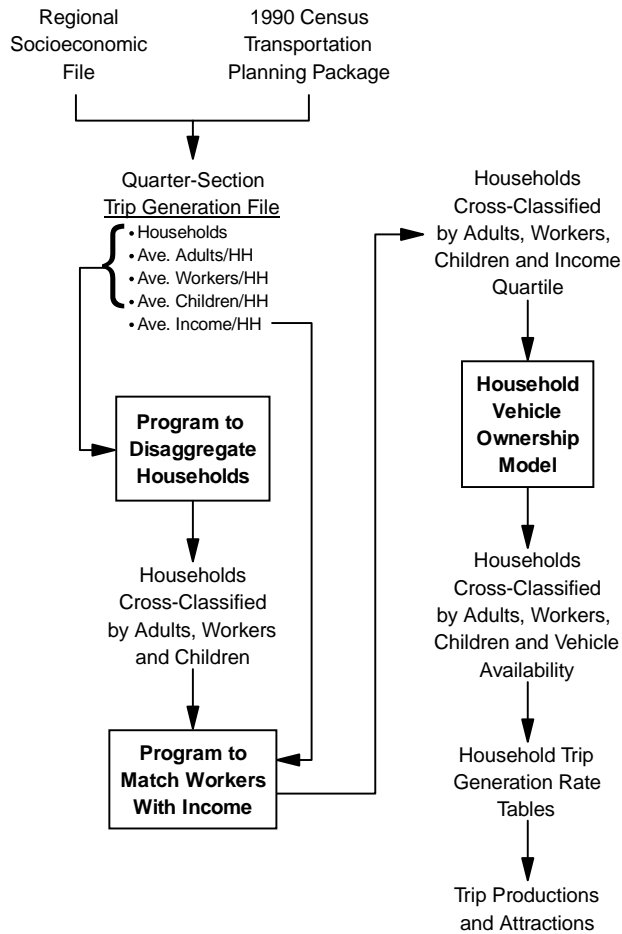 Regional
Socioeconomic
File
1990 Census
Transportation
Planning Package
Quarter-Section
Trip Generation File
• Households
• Ave. Adults/HH
• Ave. Workers/HH
• Ave. Children/HH
• Ave. Income/HH
Program to
Disaggregate
Households
Households
Cross-Classified
by Adults, Workers
and Children
Program to
Match Workers
With Income
Households
Cross-Classified
by Adults, Workers,
Children and Income
Quartile
Household
Vehicle
Ownership
Model
Households
Cross-Classified
by Adults, Workers,
Children and Vehicle
Availability
Household Trip
Generation Rate
Tables
Trip Productions
and Attractions